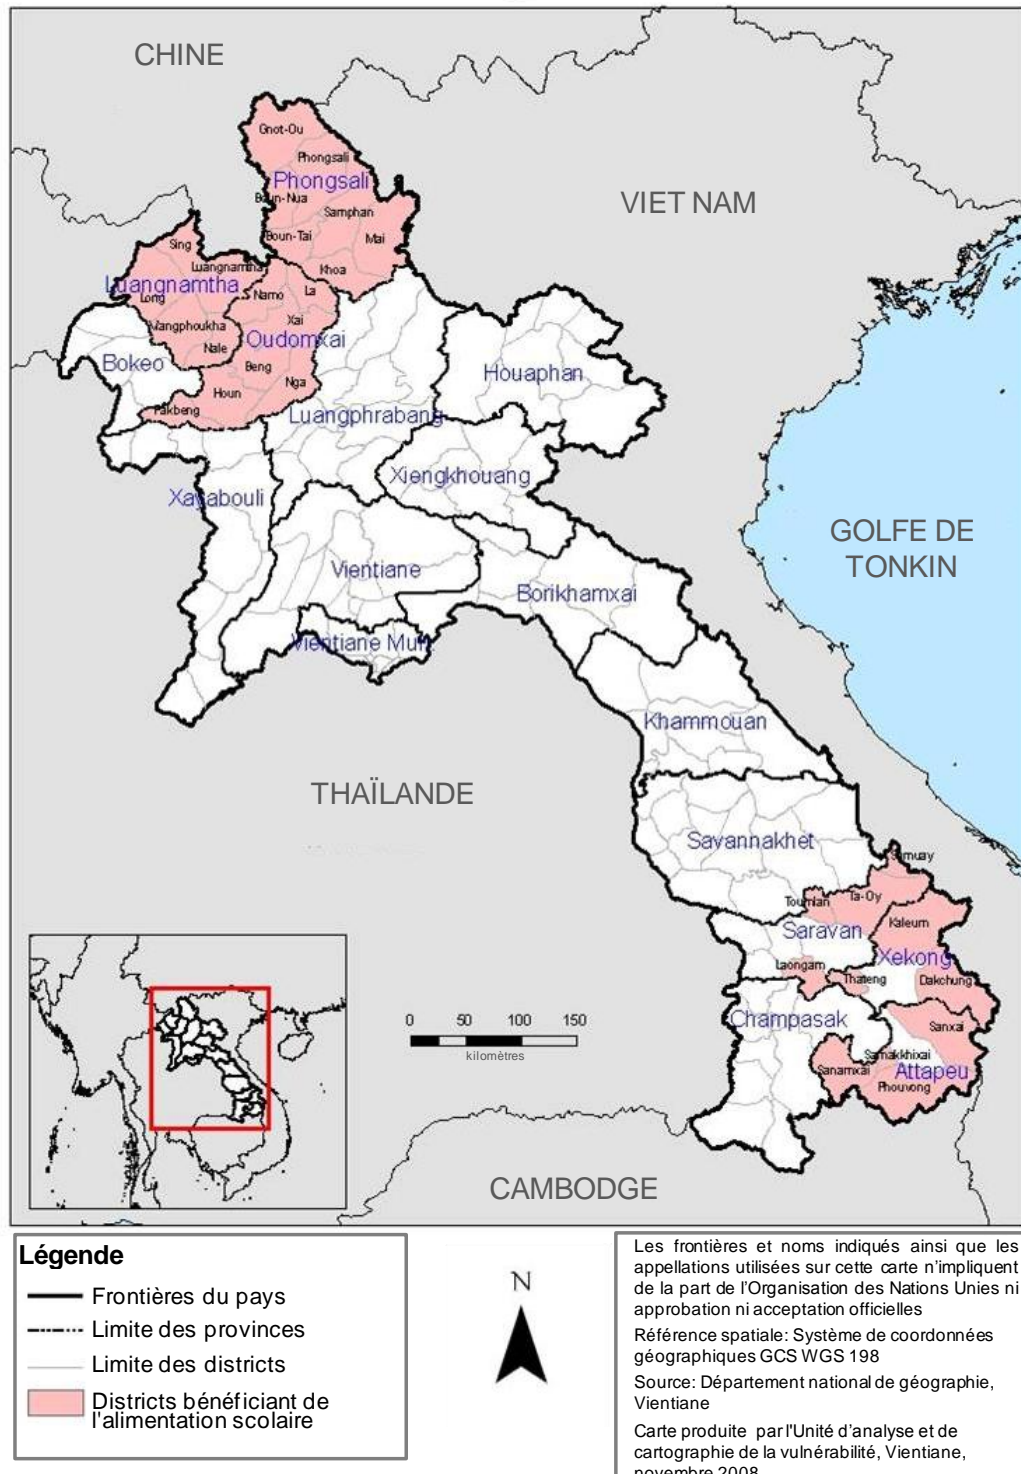 CHINE
VIET NAM
Gnot-Ou
Phongsali
Phongsali
Boun-Nua
Samphan
Boun-Tai
Mai
Khoa
Sing
Luangnamtha
Luangnamtha
Long
Namo
La
Viangphoukha
Xai
Oudomxai
Nale
Bokeo
Beng
Nga
Houn
Pakbeng
Houaphan
Luangphrabang
Xiengkhouang
Xayabouli
GOLFE DE
TONKIN
Vientiane
Borikhamxai
Vientiane Mun.
Khammouan
THAÏLANDE
Savannakhet
Samuay
Toumlan
Ta-Oy
Kaleum
Saravan
Xekong
Laongam
Thateng
Dakchung
Champasak
Sanxai
Samakkhixai
Sanamxai
Attapeu
Phouvong
0 50 100 150
kilomètres
CAMBODGE
Légende
Frontières du pays
Limite des provinces
Limite des districts
Districts bénéficiant de
l'alimentation scolaire
N
Les frontières et noms indiqués ainsi que les
appellations utilisées sur cette carte n’impliquent
de la part de l’Organisation des Nations Unies ni
approbation ni acceptation officielles
Référence spatiale: Système de coordonnées
géographiques GCS WGS 198
Source: Département national de géographie,
Vientiane
Carte produite par l'Unité d’analyse et de
cartographie de la vulnérabilité, Vientiane,
novembre 2008